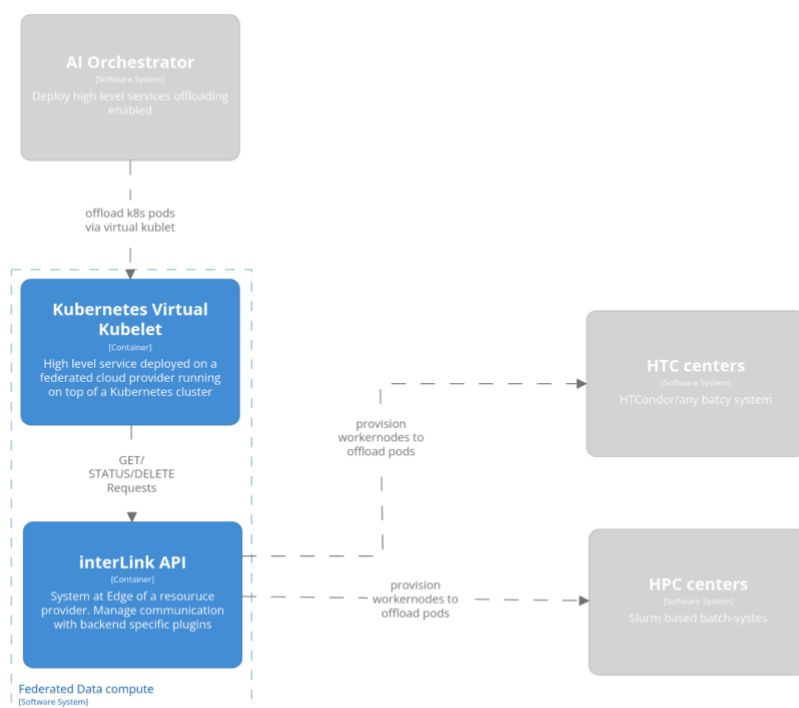 AI Orchestrator
[Software System]
Deploy high level services offloading
enabled
offload k8s pods
via virtual kublet
Kubernetes Virtual
Kubelet
[Container]
High level service deployed on a
federated cloud provider running
on top of a Kubernetes cluster
GET/
STATUS/DELETE
Requests
interLink API
[Container]
System at Edge of a resouruce
provider. Manage communication
with backend specific plugins
Federated Data compute
[Software System]
provision
workernodes to
offload pods
HTC centers
[Software System]
HTCondor/any batcy system
provision
workernodes to
offload pods
HPC centers
[Software System]
Slurm based batch-systes